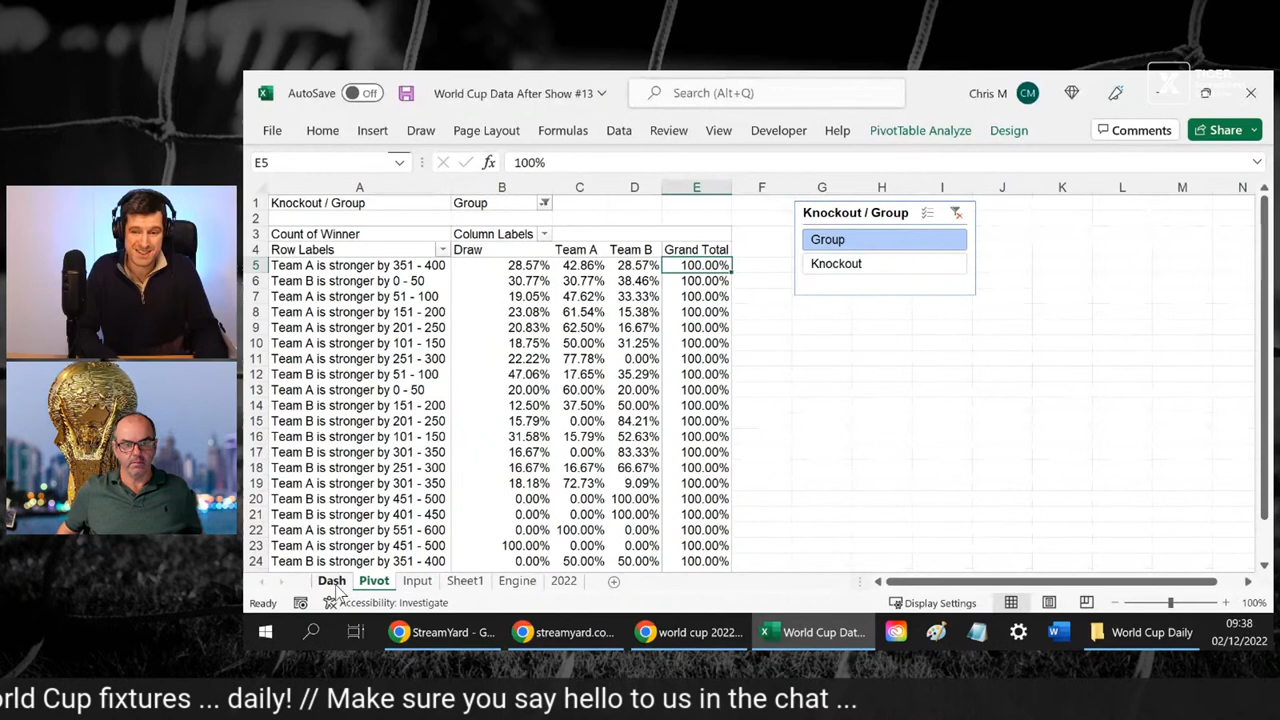 AutoSave Off World Cup Data After Show #13 Search (Alt+Q) Chris M CM
TIGER
File Home Insert Draw Page Layout Formulas Data Review View Developer Help PivotTable Analyze Design Comments Share
E5 fx 100%
A B C D E F G H I J K L M N
1 Knockout / Group Group
2
3 Count of Winner Column Labels
4 Row Labels Draw Team A Team B Grand Total
5 Team A is stronger by 351 - 400 28.57% 42.86% 28.57% 100.00%
6 Team B is stronger by 0 - 50 30.77% 30.77% 38.46% 100.00%
7 Team A is stronger by 51 - 100 19.05% 47.62% 33.33% 100.00%
8 Team A is stronger by 151 - 200 23.08% 61.54% 15.38% 100.00%
9 Team A is stronger by 201 - 250 20.83% 62.50% 16.67% 100.00%
10 Team A is stronger by 101 - 150 18.75% 50.00% 31.25% 100.00%
11 Team A is stronger by 251 - 300 22.22% 77.78% 0.00% 100.00%
12 Team B is stronger by 51 - 100 47.06% 17.65% 35.29% 100.00%
13 Team A is stronger by 0 - 50 20.00% 60.00% 20.00% 100.00%
14 Team B is stronger by 151 - 200 12.50% 37.50% 50.00% 100.00%
15 Team B is stronger by 201 - 250 15.79% 0.00% 84.21% 100.00%
16 Team B is stronger by 101 - 150 31.58% 15.79% 52.63% 100.00%
17 Team B is stronger by 301 - 350 16.67% 0.00% 83.33% 100.00%
18 Team B is stronger by 251 - 300 16.67% 16.67% 66.67% 100.00%
19 Team A is stronger by 301 - 350 18.18% 72.73% 9.09% 100.00%
20 Team B is stronger by 451 - 500 0.00% 0.00% 100.00% 100.00%
21 Team B is stronger by 401 - 450 0.00% 0.00% 100.00% 100.00%
22 Team A is stronger by 551 - 600 0.00% 100.00% 0.00% 100.00%
23 Team A is stronger by 451 - 500 100.00% 0.00% 0.00% 100.00%
24 Team B is stronger by 351 - 400 0.00% 50.00% 50.00% 100.00%
Knockout / Group
Group
Knockout
Dash Pivot Input Sheet1 Engine 2022
Ready Accessibility: Investigate Display Settings 100%
StreamYard - G... streamyard.co... world cup 2022... World Cup Dat... World Cup Daily 09:38
02/12/2022
orld Cup fixtures ... daily! // Make sure you say hello to us in the chat ...